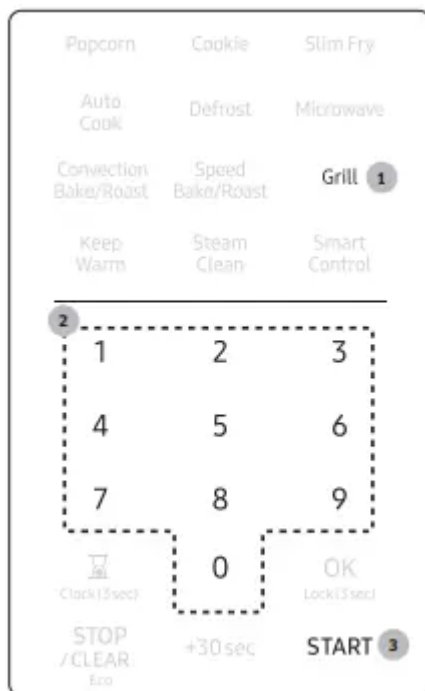 Popcorn Cookie Slim Fry
Auto Cook Defrost Microwave
Convection Bake/Roast Speed Bake/Roast Grill 1
Keep Warm Steam Clean Smart Control
2
1 2 3
4 5 6
7 8 9
0 OK
Clock(3 sec) Lock(3 sec)
STOP /CLEAR +30 sec START 3
Eco